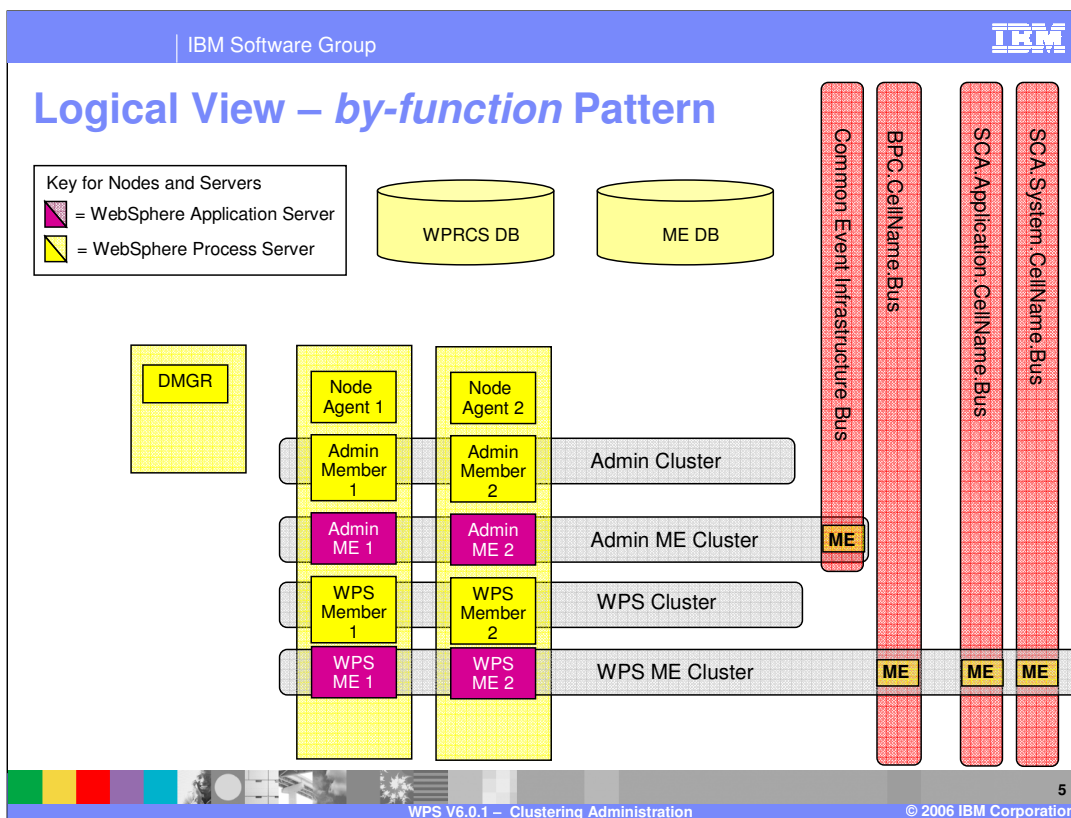 IBM Software Group
IBM
Logical View – by-function Pattern
Key for Nodes and Servers
= WebSphere Application Server
= WebSphere Process Server
WPRCS DB
ME DB
Common Event Infrastructure Bus
BPC.CellName.Bus
SCA.Application.CellName.Bus
SCA.System.CellName.Bus
DMGR
Node
Agent 1
Node
Agent 2
Admin
Member
1
Admin
Member
2
Admin Cluster
Admin
ME 1
Admin
ME 2
Admin ME Cluster
ME
WPS
Member
1
WPS
Member
2
WPS Cluster
WPS
ME 1
WPS
ME 2
WPS ME Cluster
ME
ME
ME
5
WPS V6.0.1 – Clustering Administration
© 2006 IBM Corporation